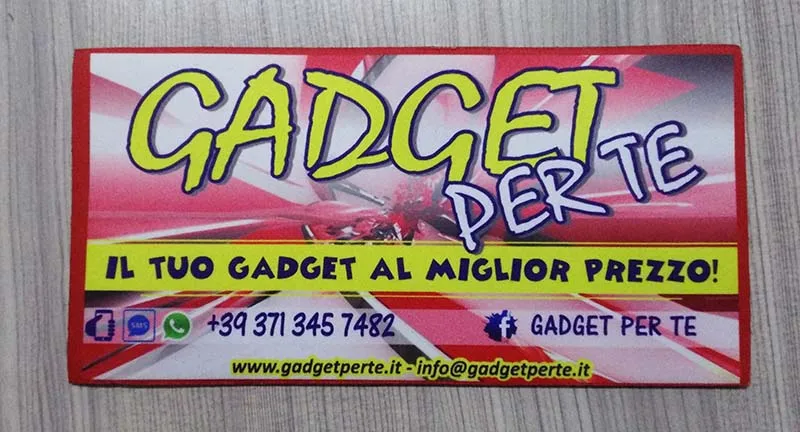 GADGET
PER TE
IL TUO GADGET AL MIGLIOR PREZZO!
SMS +39 371 345 7482 f GADGET PER TE
www.gadgetperte.it - info@gadgetperte.it